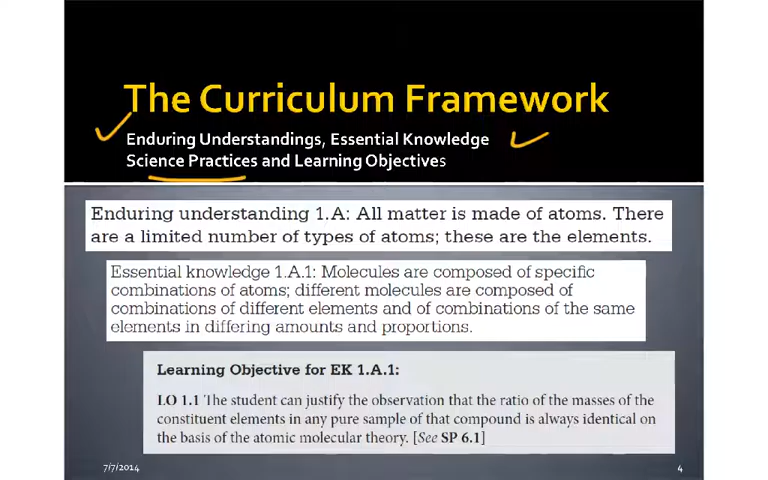 The Curriculum Framework
Enduring Understandings, Essential Knowledge
Science Practices and Learning Objectives
Enduring understanding 1.A: All matter is made of atoms. There
are a limited number of types of atoms; these are the elements.
Essential knowledge 1.A.1: Molecules are composed of specific
combinations of atoms; different molecules are composed of
combinations of different elements and of combinations of the same
elements in differing amounts and proportions.
Learning Objective for EK 1.A.1:
LO 1.1 The student can justify the observation that the ratio of the masses of the
constituent elements in any pure sample of that compound is always identical on
the basis of the atomic molecular theory. [See SP 6.1]
7/7/2014
4